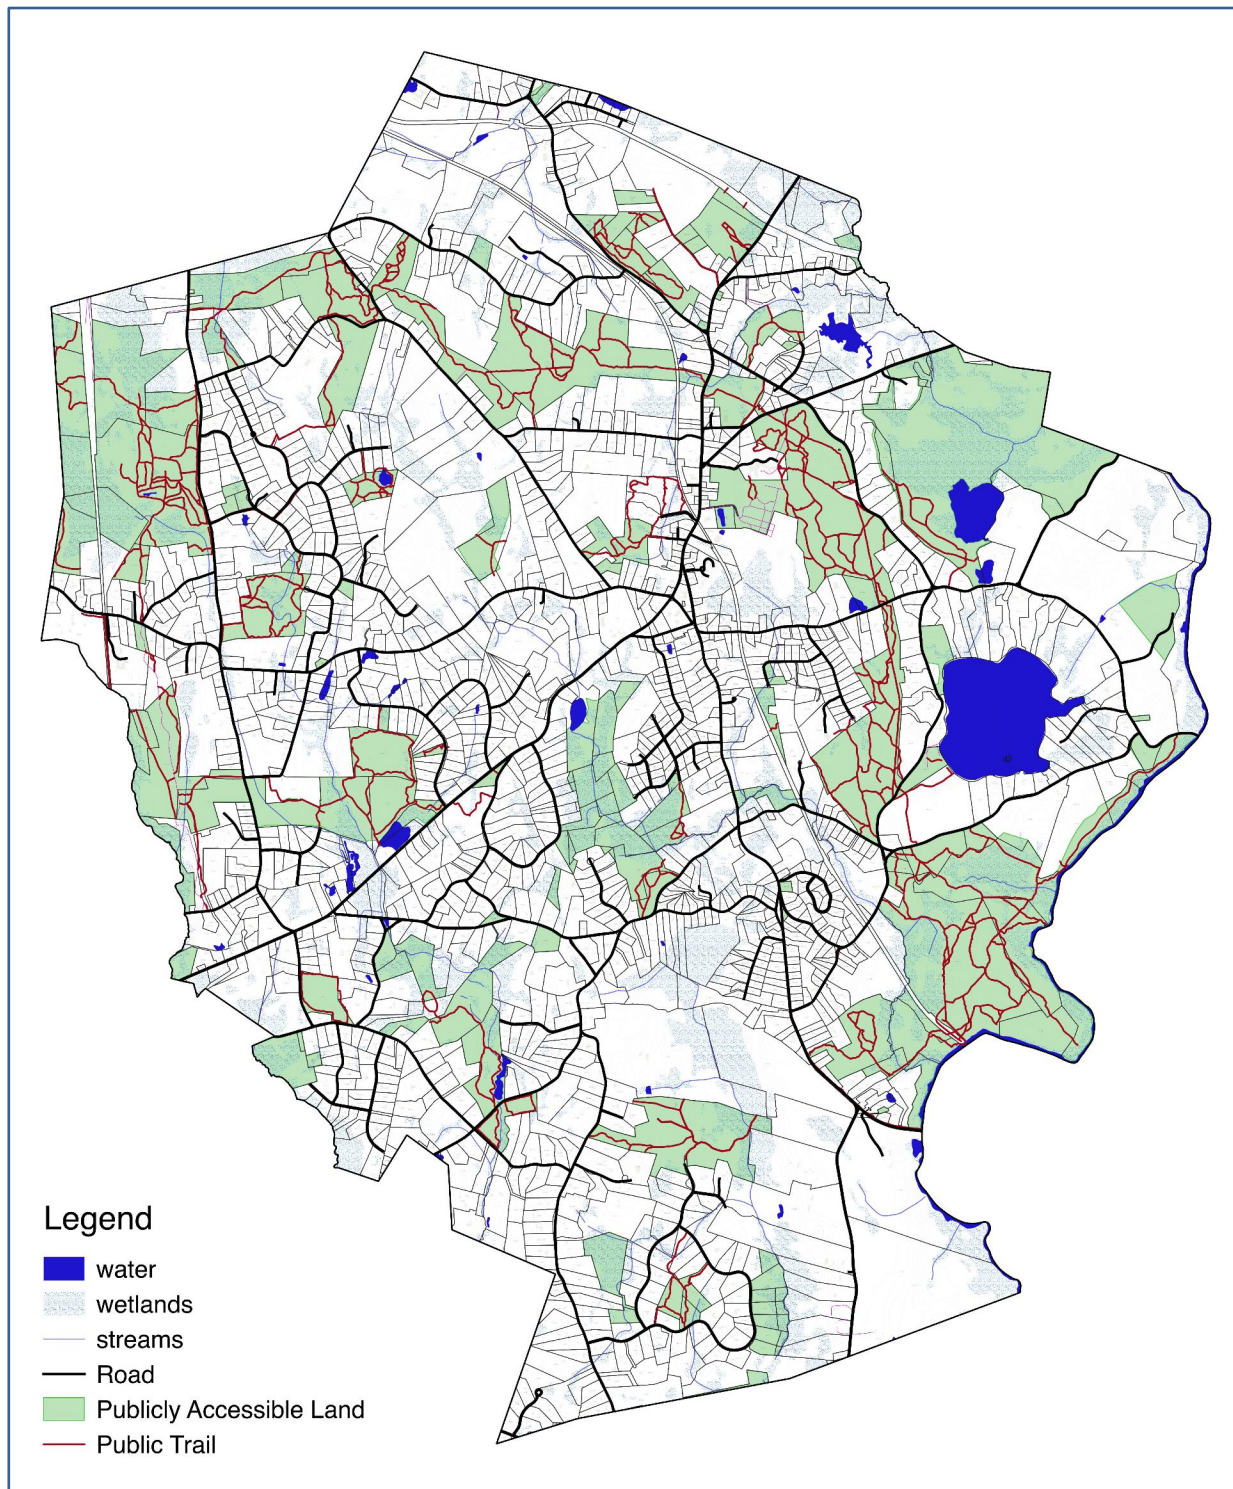 Legend
water
wetlands
streams
Road
Publicly Accessible Land
Public Trail